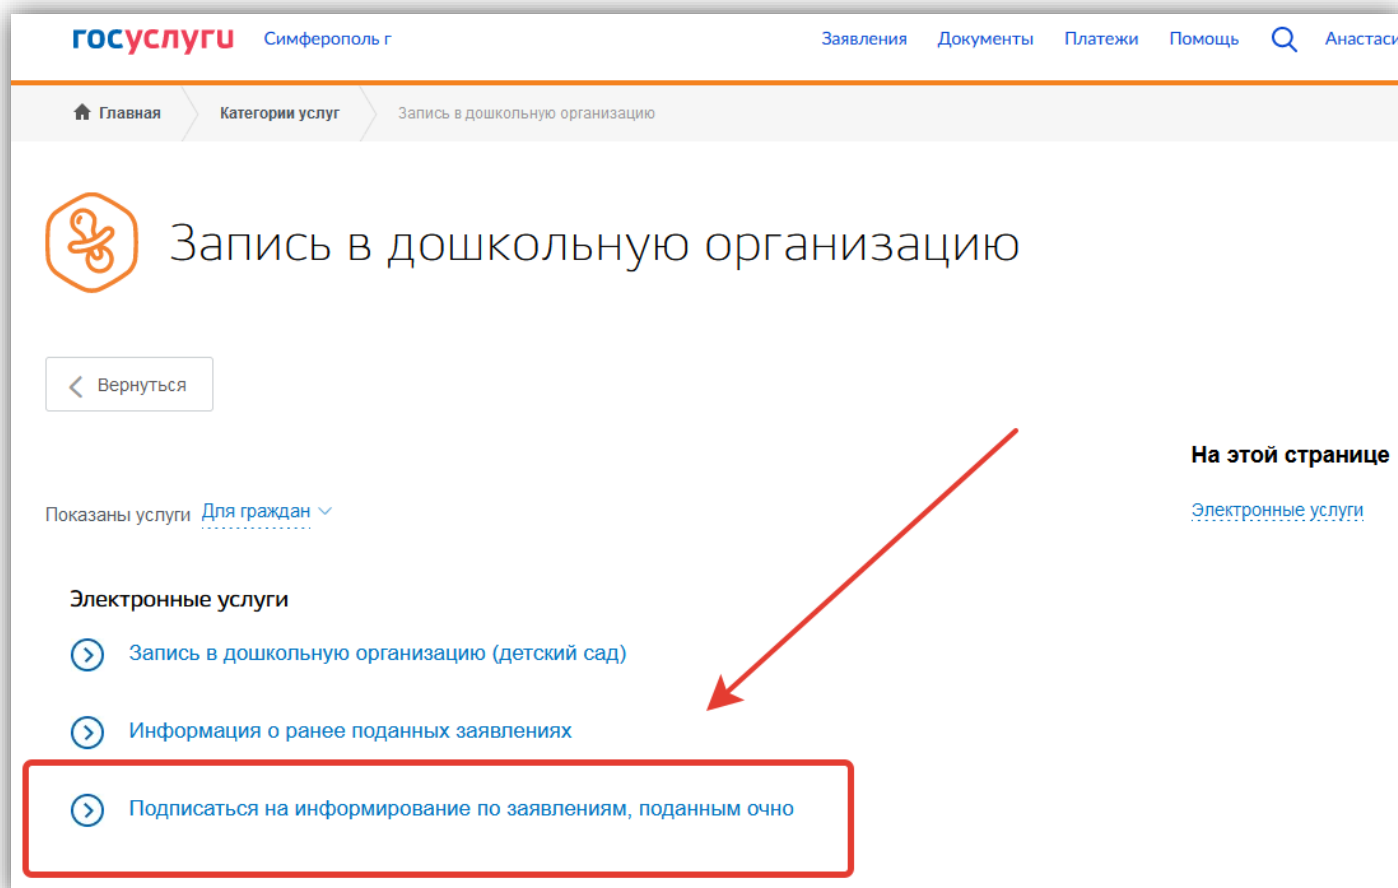 госуслуги Симферополь г Заявления Документы Платежи Помощь
Главная Категории услуг Запись в дошкольную организацию
Запись в дошкольную организацию
Вернуться
На этой странице
Показаны услуги Для граждан
Электронные услуги
Электронные услуги
Запись в дошкольную организацию (детский сад)
Информация о ранее поданных заявлениях
Подписаться на информирование по заявлениям, поданным очно